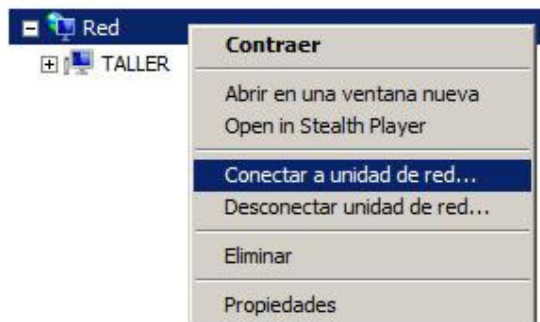 Red
TALLER
Contraer
Abrir en una ventana nueva
Open in Stealth Player
Conectar a unidad de red...
Desconectar unidad de red...
Eliminar
Propiedades